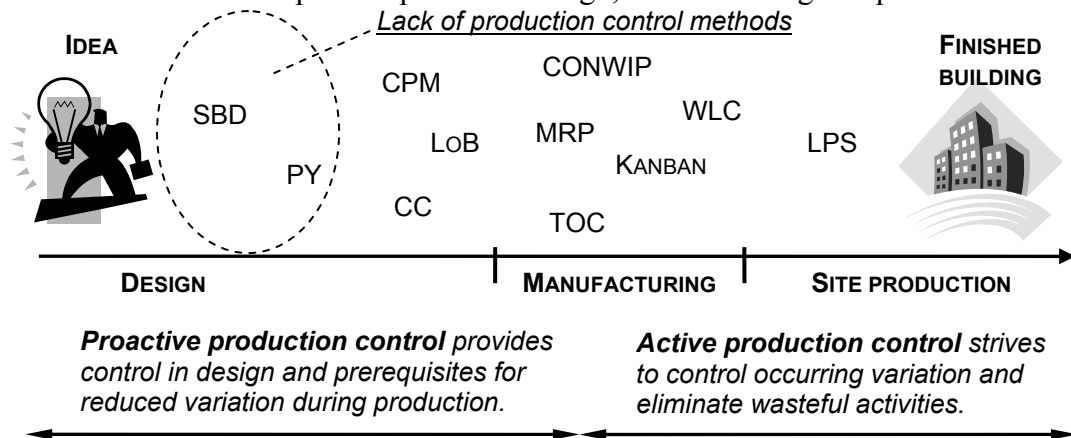 Lack of production control methods
IDEA
FINISHED
BUILDING
CPM
CONWIP
SBD
WLC
LOB
MRP
LPS
KANBAN
PY
CC
TOC
DESIGN
MANUFACTURING
SITE PRODUCTION
Proactive production control provides
control in design and prerequisites for
reduced variation during production.
Active production control strives
to control occurring variation and
eliminate wasteful activities.